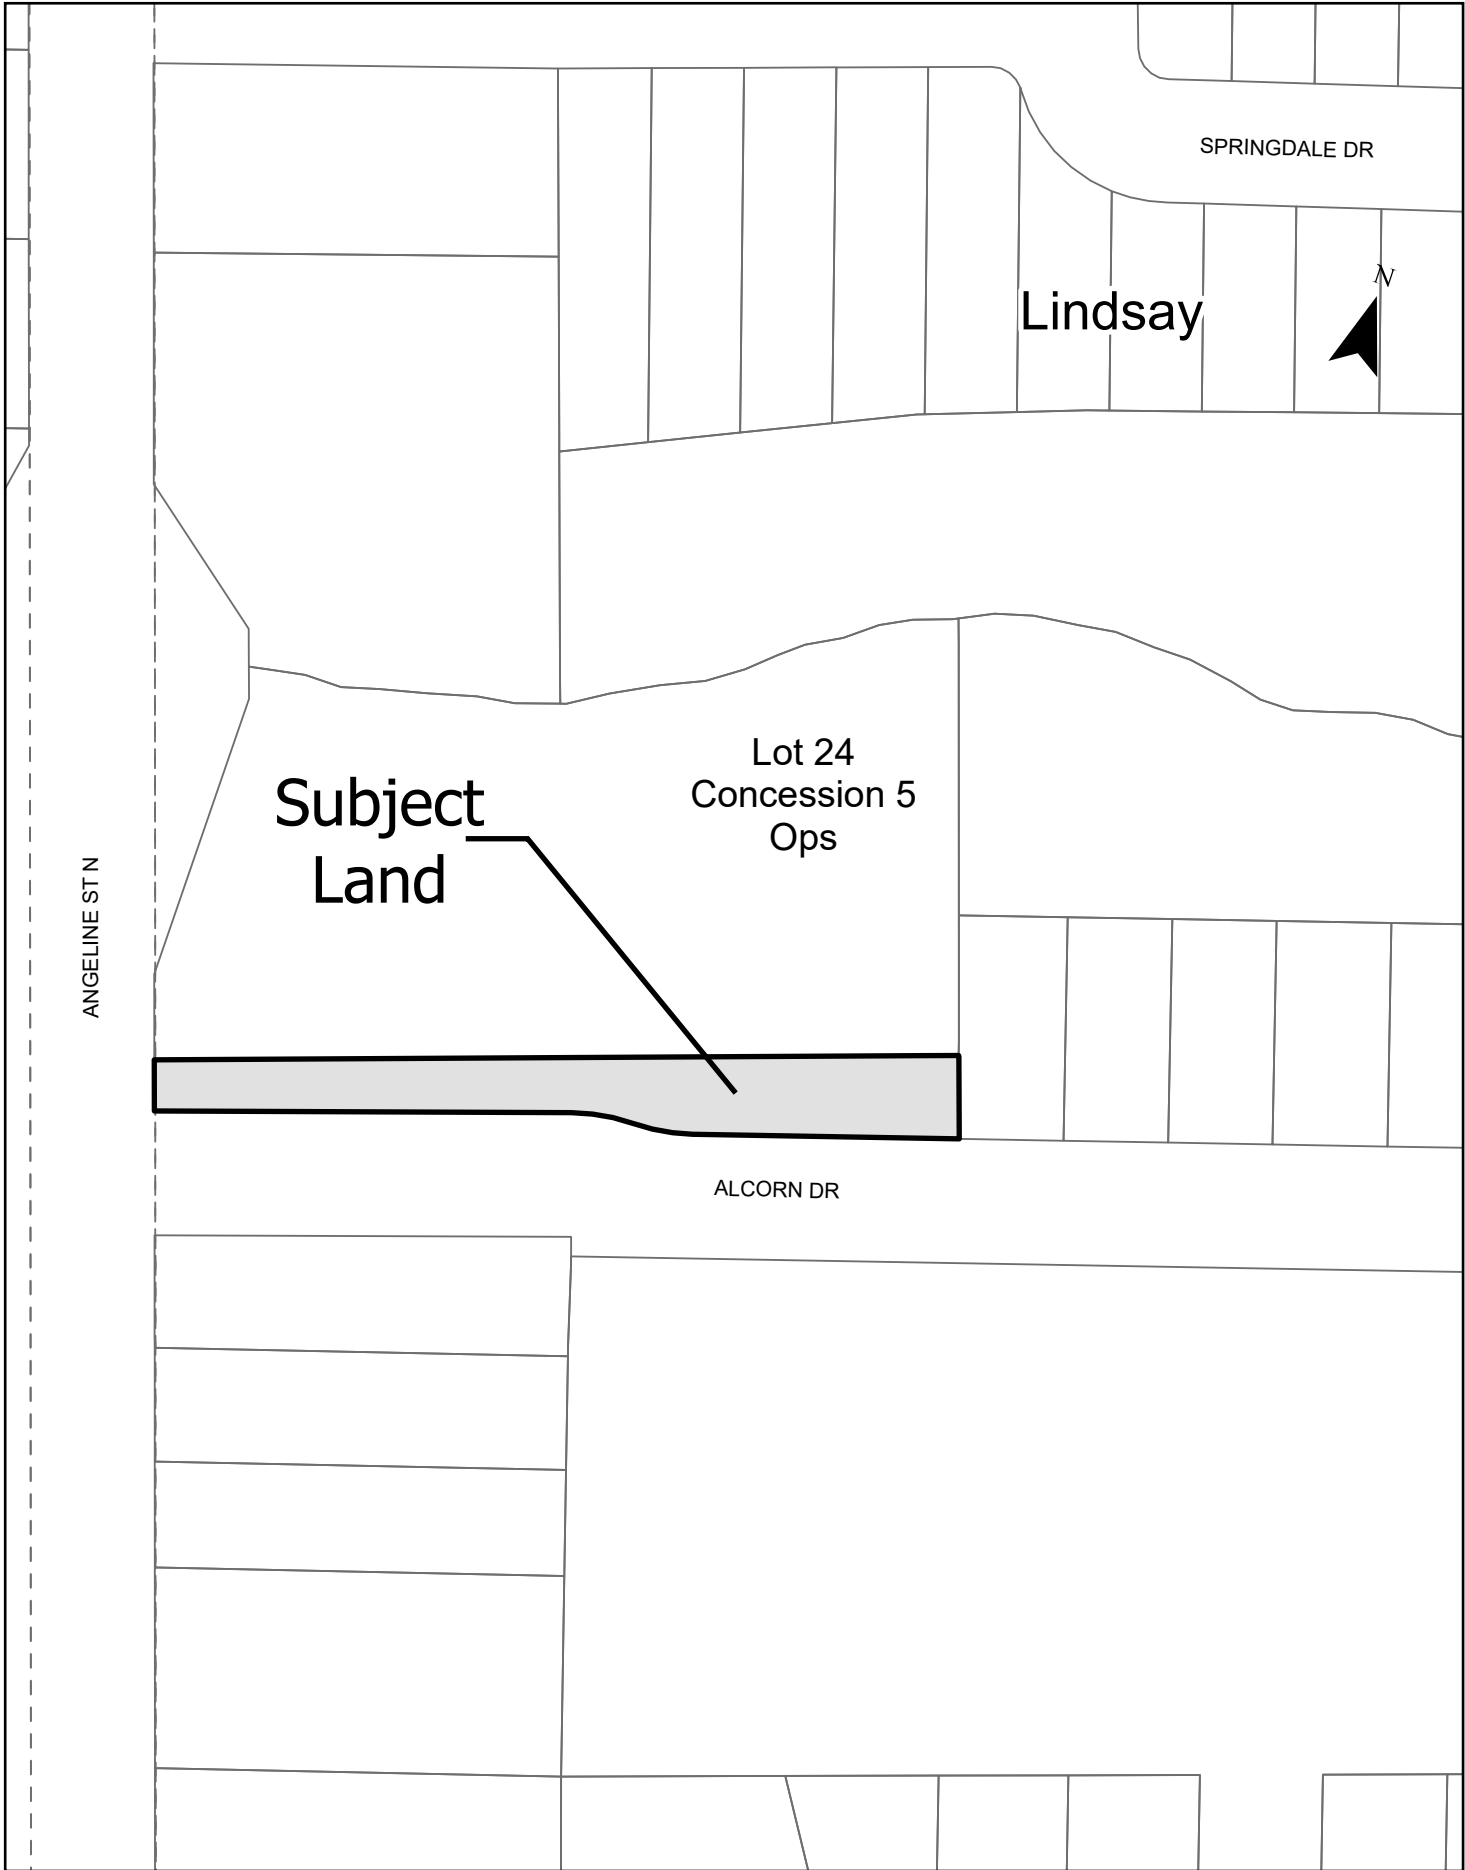 SPRINGDALE DR
N
Lindsay
Lot 24
Concession 5
Ops
Subject
Land
ANGELINE ST N
ALCORN DR